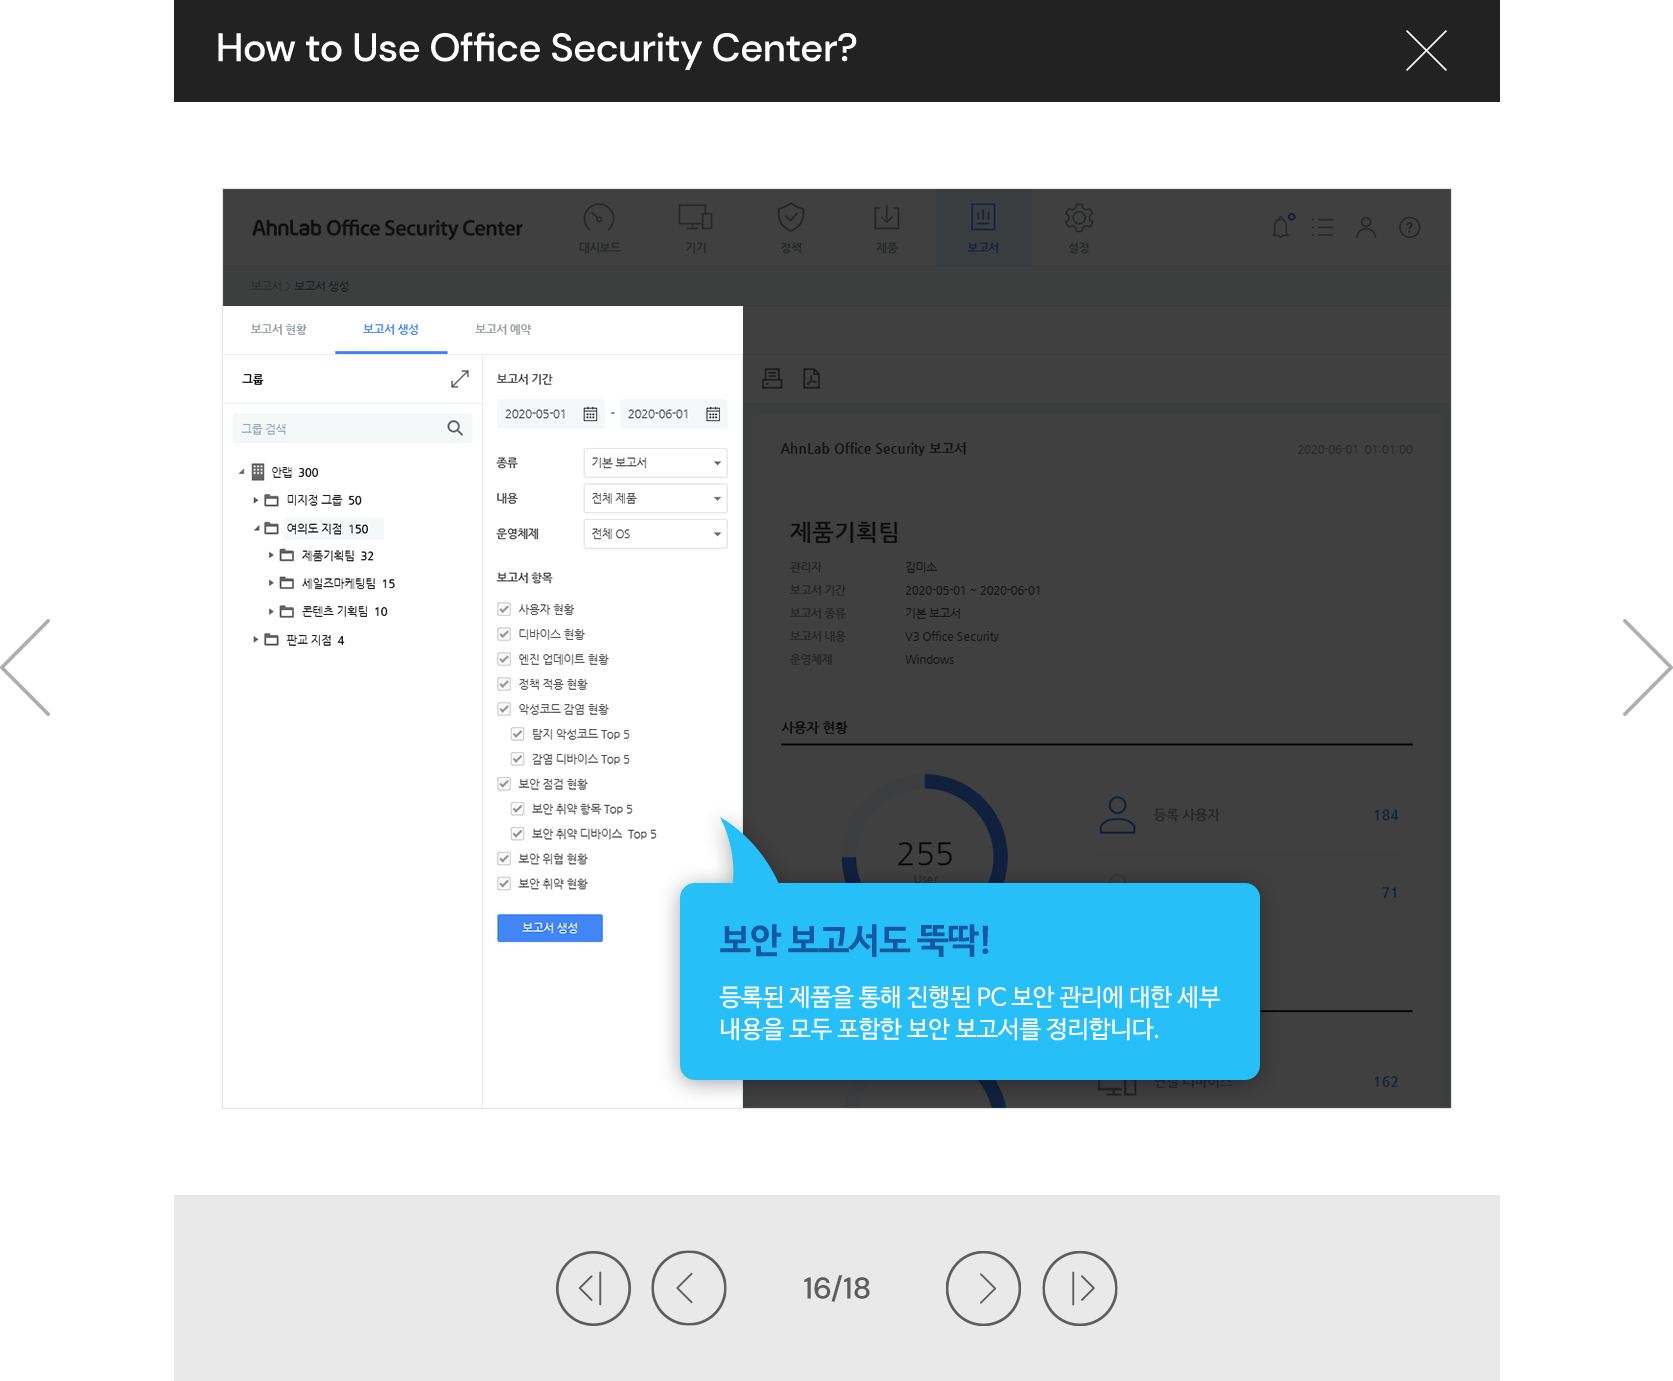 How to Use Office Security Center?
AhnLab Office Security Center
대시보드
기기
정책
제품
보고서
설정
보고서 > 보고서 생성
보고서 현황
보고서 생성
보고서 예약
그룹
그룹 검색
안랩 300
미지정 그룹 50
여의도 지점 150
제품기획팀 32
세일즈마케팅팀 15
콘텐츠 기획팀 10
판교 지점 4
보고서 기간
2020-05-01 - 2020-06-01
종류 기본 보고서
내용 전체 제품
운영체제 전체 OS
보고서 항목
사용자 현황
디바이스 현황
엔진 업데이트 현황
정책 적용 현황
악성코드 감염 현황
탐지 악성코드 Top 5
감염 디바이스 Top 5
보안 점검 현황
보안 취약 항목 Top 5
보안 취약 디바이스 Top 5
보안 위협 현황
보안 취약 현황
보고서 생성
AhnLab Office Security 보고서
2020-06-01 01:01:00
제품기획팀
관리자 김미소
보고서 기간 2020-05-01 ~ 2020-06-01
보고서 종류 기본 보고서
보고서 내용 V3 Office Security
운영체제 Windows
사용자 현황
255
User
등록 사용자 184
71
보안 보고서도 뚝딱!
등록된 제품을 통해 진행된 PC 보안 관리에 대한 세부
내용을 모두 포함한 보안 보고서를 정리합니다.
162
16/18